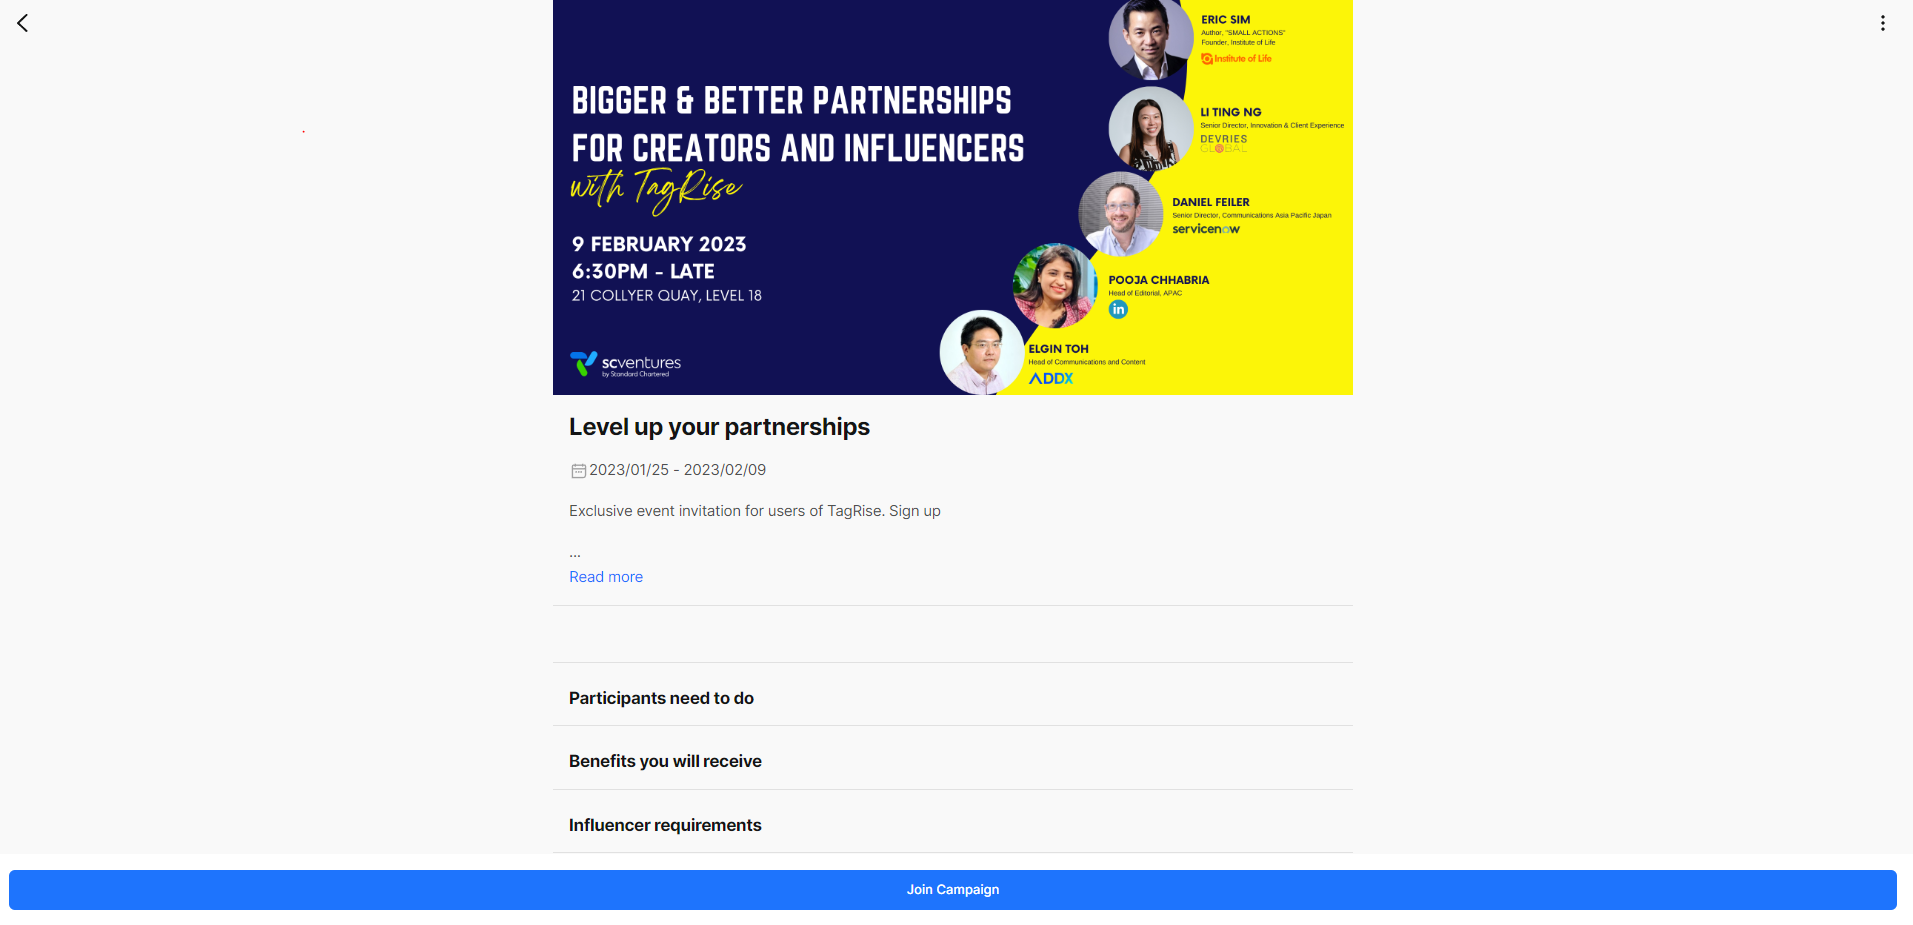 BIGGER & BETTER PARTNERSHIPS
FOR CREATORS AND INFLUENCERS
with TagRise
9 FEBRUARY 2023
6:30PM - LATE
21 COLLYER QUAY, LEVEL 18
scventures
by Standard Chartered
ERIC SIM
Author, "SMALL ACTIONS"
Founder, Institute of Life
Institute of Life
LI TING NG
Senior Director, Innovation & Client Experience
DEVRIES
GLOBAL
DANIEL FEILER
Senior Director, Communications Asia Pacific Japan
servicenow
POOJA CHHABRIA
Head of Editorial, APAC
in
ELGIN TOH
Head of Communications and Content
ADDX
Level up your partnerships
2023/01/25 - 2023/02/09
Exclusive event invitation for users of TagRise. Sign up
...
Read more
Participants need to do
Benefits you will receive
Influencer requirements
Join Campaign